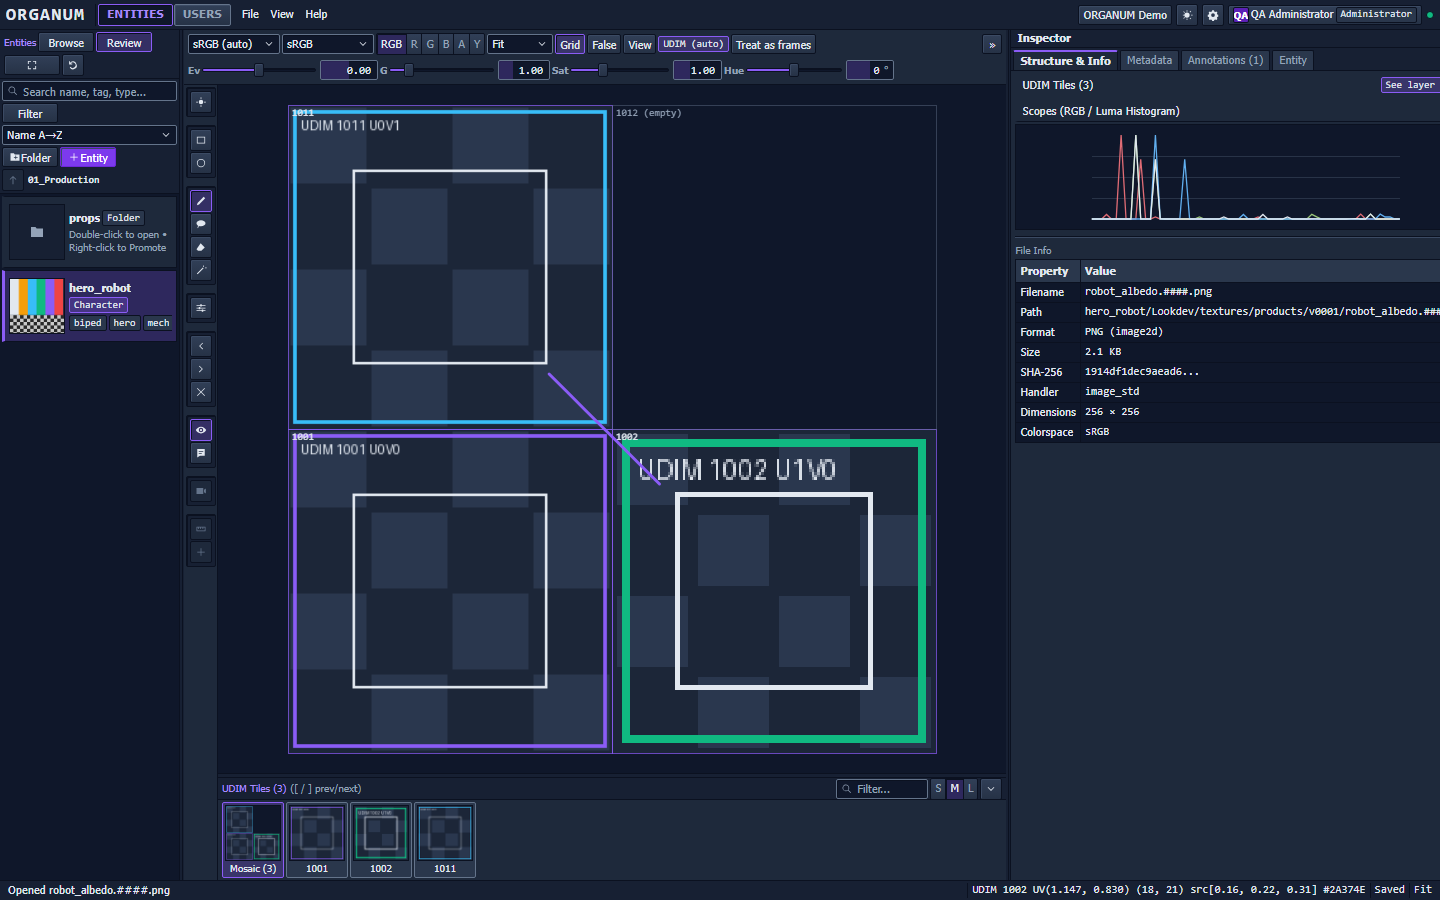 ORGANUM ENTITIES USERS File View Help ORGANUM Demo QA QA Administrator Administrator
Entities Browse Review
Search name, tag, type...
Filter
Name A→Z
Folder + Entity
01_Production
props Folder
Double-click to open •
Right-click to Promote
hero_robot
Character
biped hero mech
sRGB (auto) sRGB RGB R G B A Y Fit Grid False View UDIM (auto) Treat as frames »
Ev 0.00 G 1.00 Sat 1.00 Hue 0 °
1011
UDIM 1011 U0V1
1012 (empty)
1001
UDIM 1001 U0V0
1002
UDIM 1002 U1V0
UDIM Tiles (3) ([ / ] prev/next) Filter... S M L
Mosaic (3) 1001 1002 1011
Inspector
Structure & Info Metadata Annotations (1) Entity
UDIM Tiles (3) See layer
Scopes (RGB / Luma Histogram)
File Info
Property Value
Filename robot_albedo.####.png
Path hero_robot/Lookdev/textures/products/v0001/robot_albedo.###
Format PNG (image2d)
Size 2.1 KB
SHA-256 1914df1dec9aead6...
Handler image_std
Dimensions 256 × 256
Colorspace sRGB
Opened robot_albedo.####.png
UDIM 1002 UV(1.147, 0.830) (18, 21) src[0.16, 0.22, 0.31] #2A374E Saved Fit